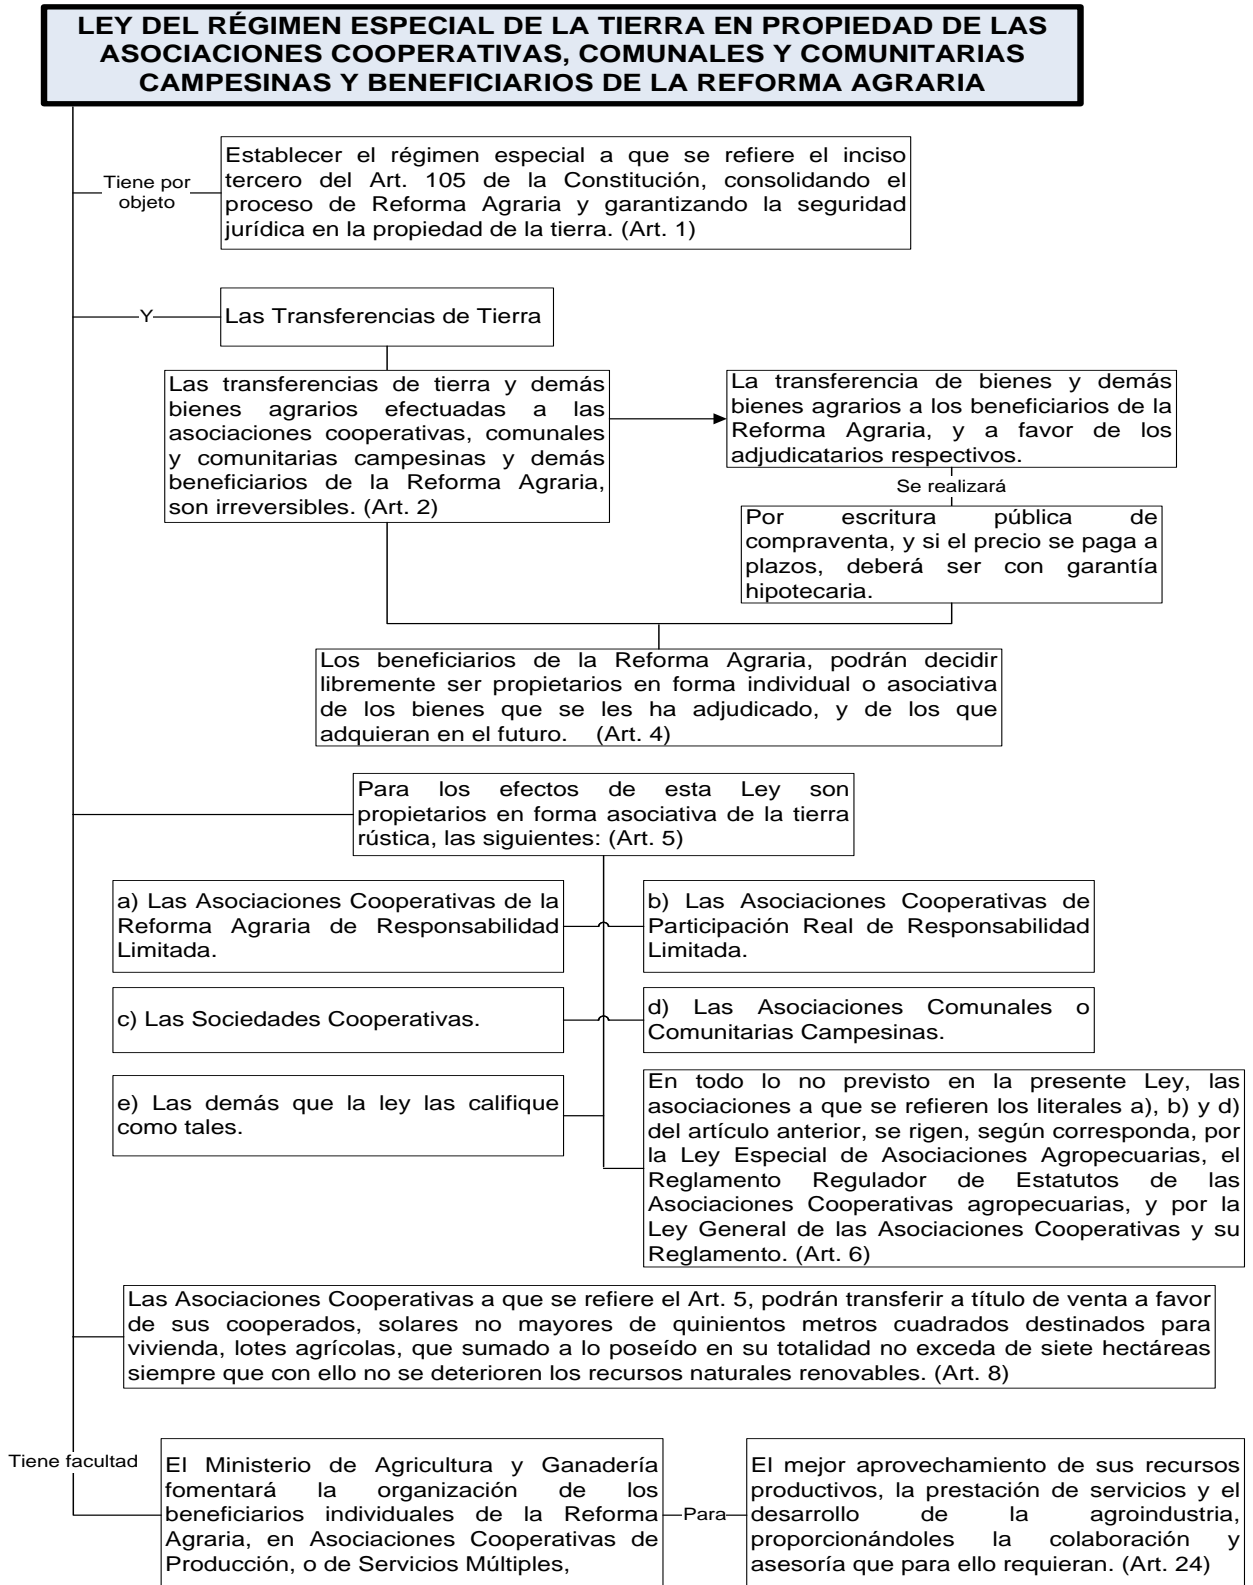 LEY DEL RÉGIMEN ESPECIAL DE LA TIERRA EN PROPIEDAD DE LAS
ASOCIACIONES COOPERATIVAS, COMUNALES Y COMUNITARIAS
CAMPESINAS Y BENEFICIARIOS DE LA REFORMA AGRARIA
Tiene por
objeto
Establecer el régimen especial a que se refiere el inciso
tercero del Art. 105 de la Constitución, consolidando el
proceso de Reforma Agraria y garantizando la seguridad
jurídica en la propiedad de la tierra. (Art. 1)
Y
Las Transferencias de Tierra
Las transferencias de tierra y demás
bienes agrarios efectuadas a las
asociaciones cooperativas, comunales
y comunitarias campesinas y demás
beneficiarios de la Reforma Agraria,
son irreversibles. (Art. 2)
La transferencia de bienes y demás
bienes agrarios a los beneficiarios de la
Reforma Agraria, y a favor de los
adjudicatarios respectivos.
Se realizará
Por escritura pública de
compraventa, y si el precio se paga a
plazos, deberá ser con garantía
hipotecaria.
Los beneficiarios de la Reforma Agraria, podrán decidir
libremente ser propietarios en forma individual o asociativa
de los bienes que se les ha adjudicado, y de los que
adquieran en el futuro. (Art. 4)
Para los efectos de esta Ley son
propietarios en forma asociativa de la tierra
rústica, las siguientes: (Art. 5)
a) Las Asociaciones Cooperativas de la
Reforma Agraria de Responsabilidad
Limitada.
b) Las Asociaciones Cooperativas de
Participación Real de Responsabilidad
Limitada.
c) Las Sociedades Cooperativas.
d) Las Asociaciones Comunales o
Comunitarias Campesinas.
e) Las demás que la ley las califique
como tales.
En todo lo no previsto en la presente Ley, las
asociaciones a que se refieren los literales a), b) y d)
del artículo anterior, se rigen, según corresponda, por
la Ley Especial de Asociaciones Agropecuarias, el
Reglamento Regulador de Estatutos de las
Asociaciones Cooperativas agropecuarias, y por la
Ley General de las Asociaciones Cooperativas y su
Reglamento. (Art. 6)
Las Asociaciones Cooperativas a que se refiere el Art. 5, podrán transferir a título de venta a favor
de sus cooperados, solares no mayores de quinientos metros cuadrados destinados para
vivienda, lotes agrícolas, que sumado a lo poseído en su totalidad no exceda de siete hectáreas
siempre que con ello no se deterioren los recursos naturales renovables. (Art. 8)
Tiene facultad
El Ministerio de Agricultura y Ganadería
fomentará la organización de los
beneficiarios individuales de la Reforma
Agraria, en Asociaciones Cooperativas de
Producción, o de Servicios Múltiples,
Para
El mejor aprovechamiento de sus recursos
productivos, la prestación de servicios y el
desarrollo de la agroindustria,
proporcionándoles la colaboración y
asesoría que para ello requieran. (Art. 24)